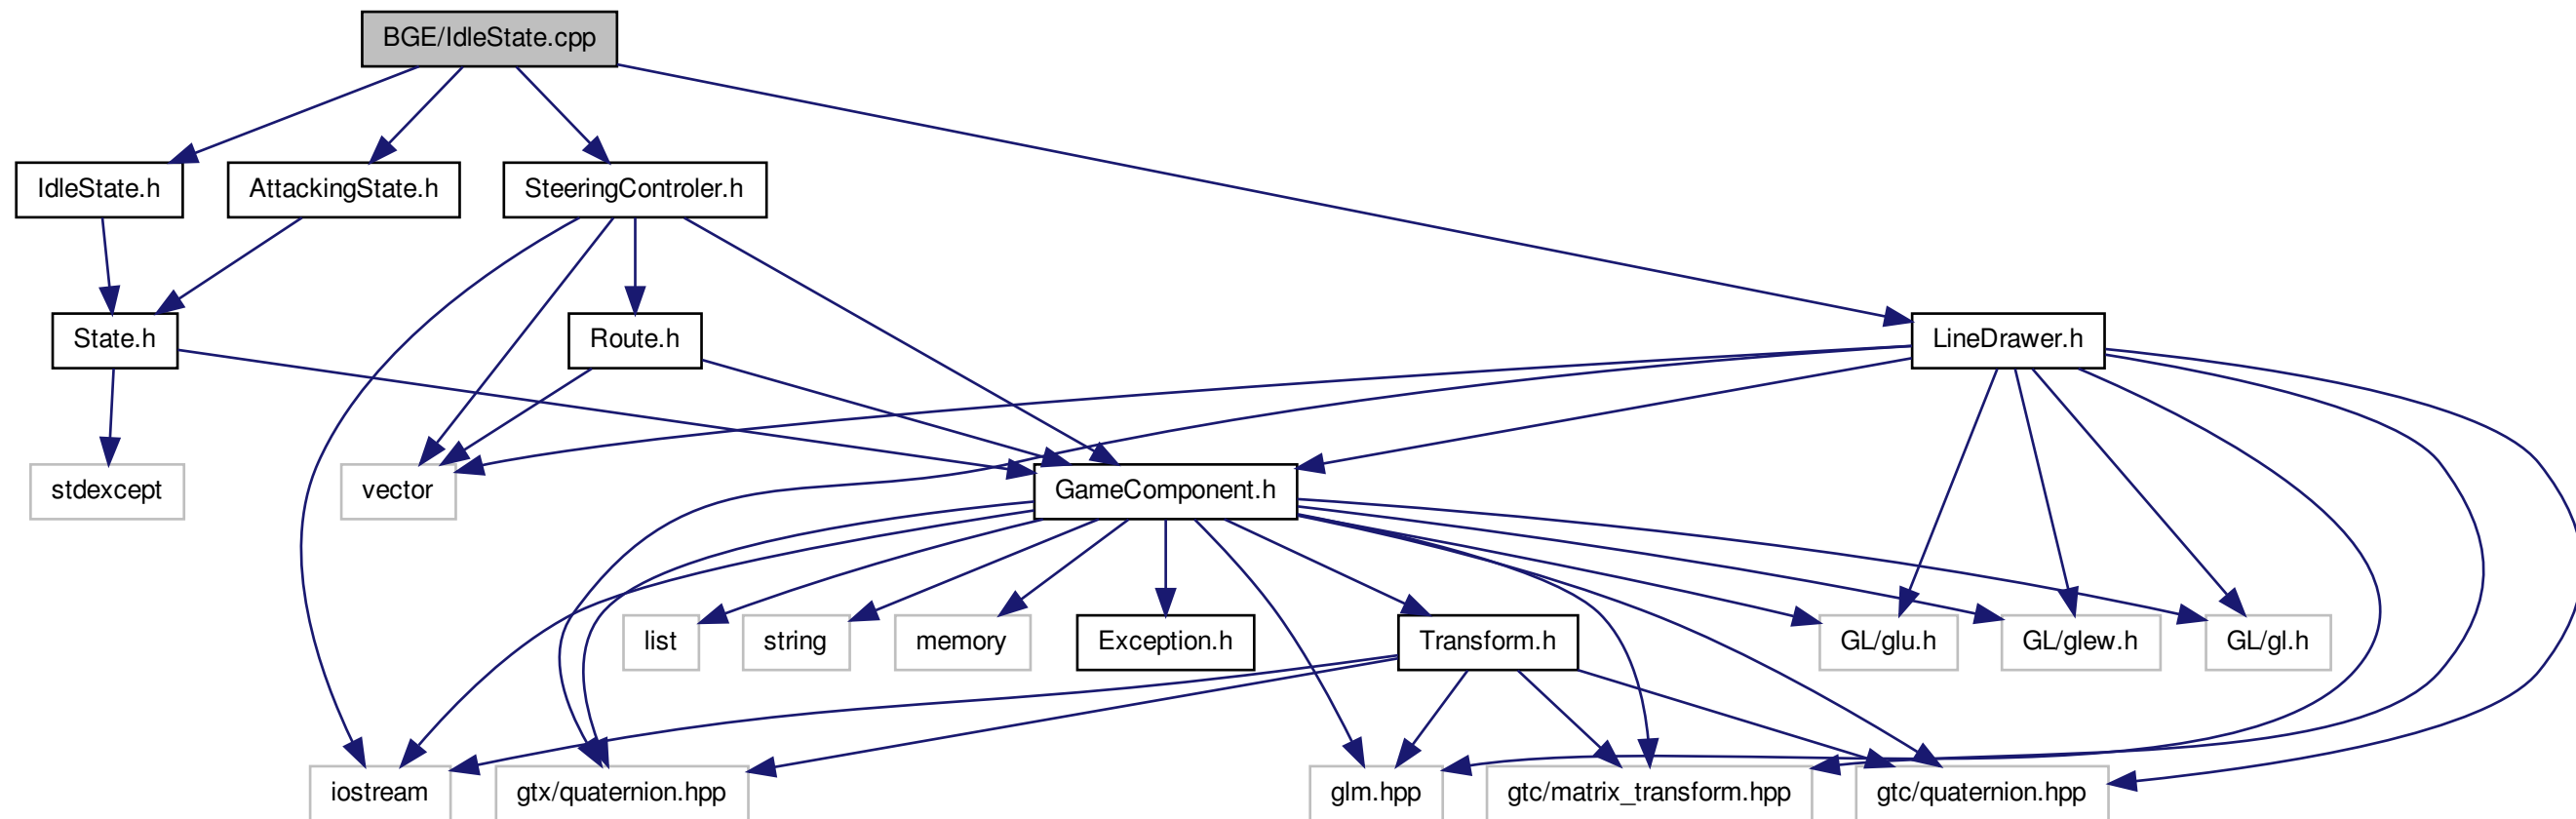 BGE/IdleState.cpp
IdleState.h
AttackingState.h
SteeringControler.h
State.h
Route.h
LineDrawer.h
stdexcept
vector
GameComponent.h
list
string
memory
Exception.h
Transform.h
GL/glu.h
GL/glew.h
GL/gl.h
iostream
gtx/quaternion.hpp
glm.hpp
gtc/matrix_transform.hpp
gtc/quaternion.hpp